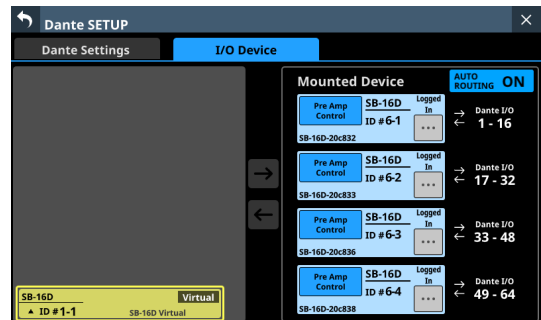 Dante SETUP
Dante Settings
I/O Device
Mounted Device
AUTO
ROUTING ON
Pre Amp
Control
SB-16D
ID #6-1
Logged
In
...
SB-16D-20c832
Dante I/O
1 - 16
Pre Amp
Control
SB-16D
ID #6-2
Logged
In
...
SB-16D-20c833
Dante I/O
17 - 32
Pre Amp
Control
SB-16D
ID #6-3
Logged
In
...
SB-16D-20c836
Dante I/O
33 - 48
Pre Amp
Control
SB-16D
ID #6-4
Logged
In
...
SB-16D-20c838
Dante I/O
49 - 64
SB-16D
Virtual
ID #1-1
SB-16D Virtual